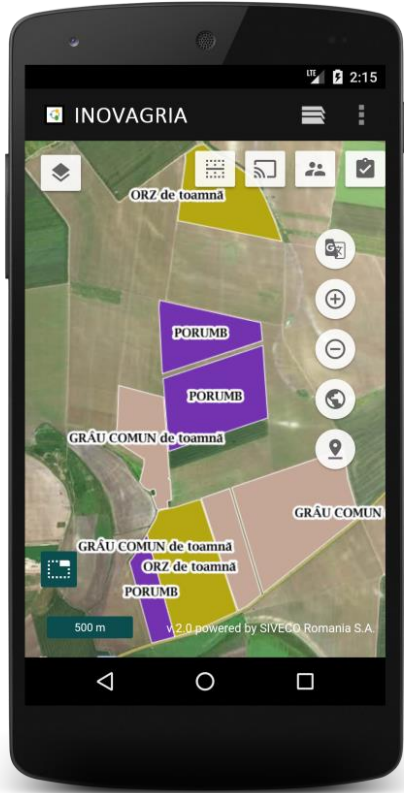 LTE 2:15
INOVAGRIA
ORZ de toamnă
PORUMB
PORUMB
GRÂU COMUN de toamnă
GRÂU COMUN
GRÂU COMUN de toamnă
ORZ de toamnă
PORUMB
500 m
v 2.0 powered by SIVECO Romania S.A.